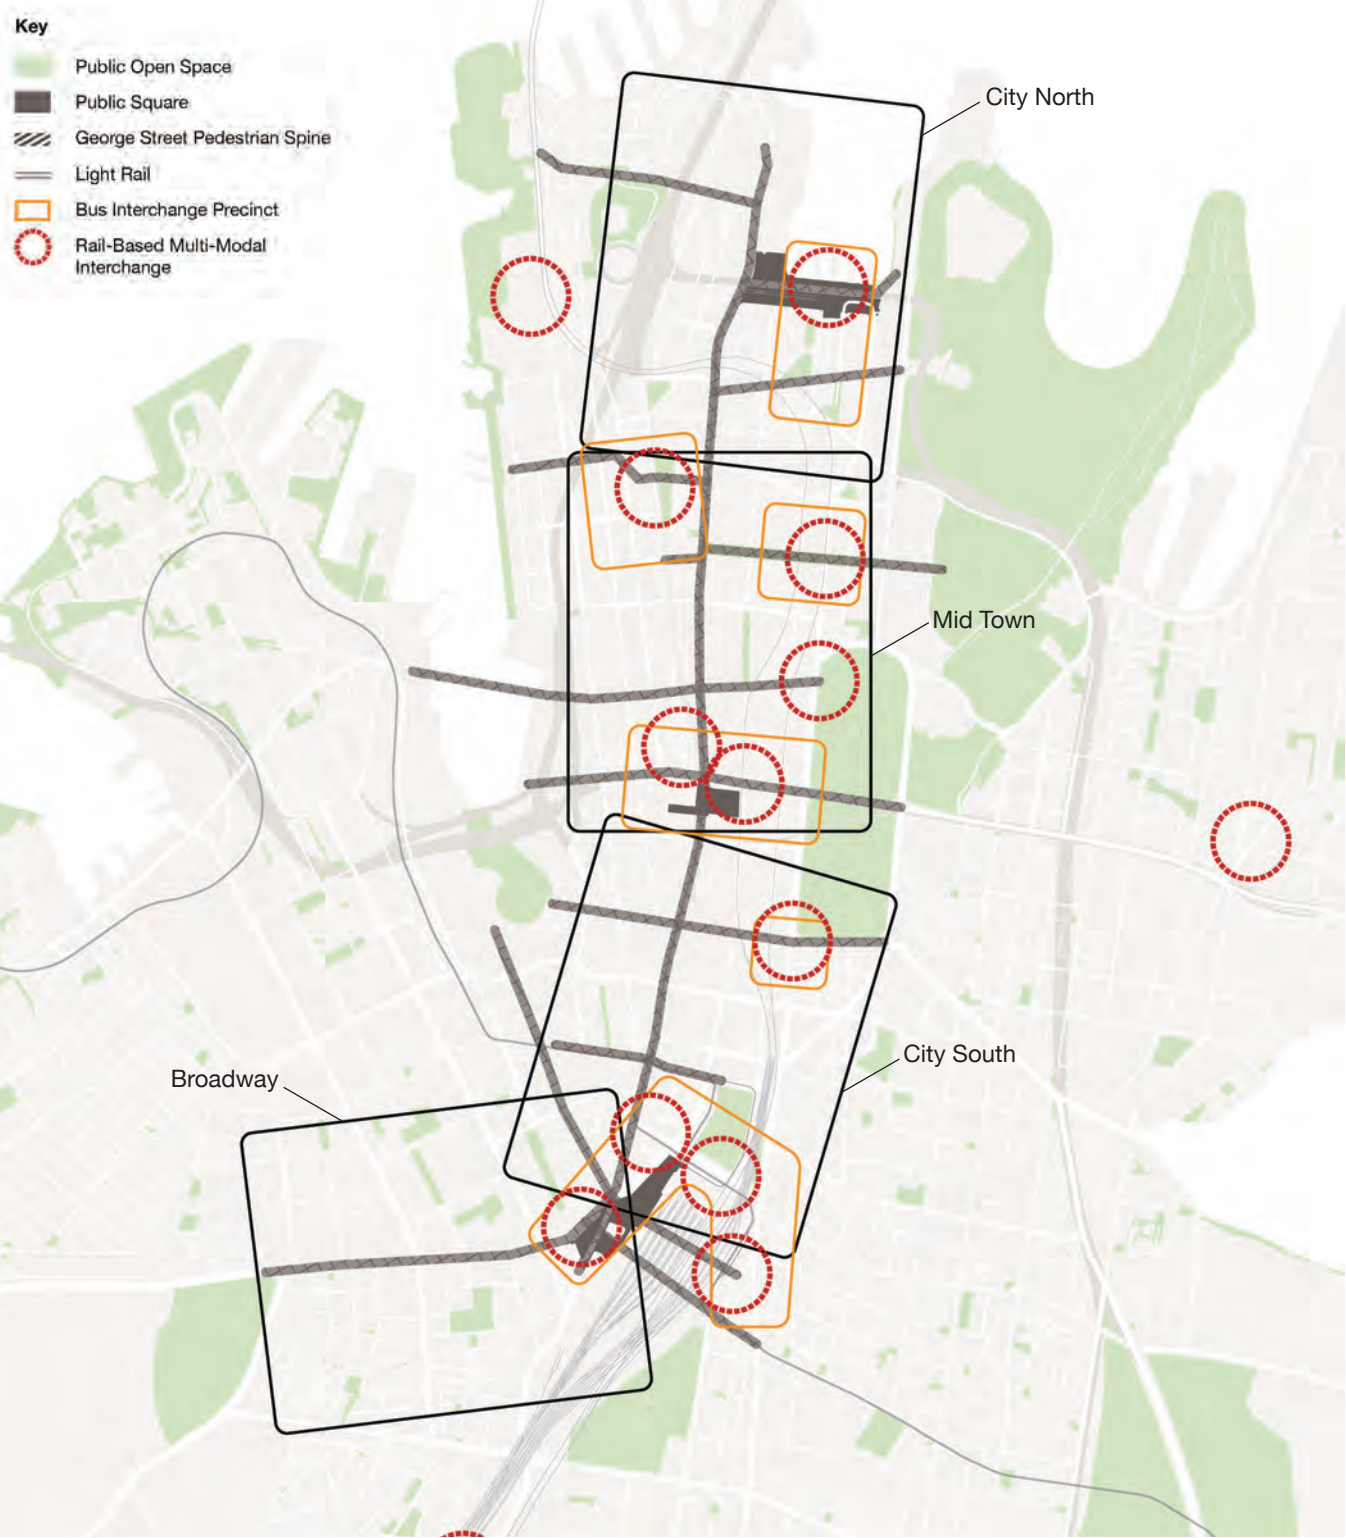 Key
Public Open Space
Public Square
George Street Pedestrian Spine
Light Rail
Bus Interchange Precinct
Rail-Based Multi-Modal
Interchange
City North
Mid Town
City South
Broadway